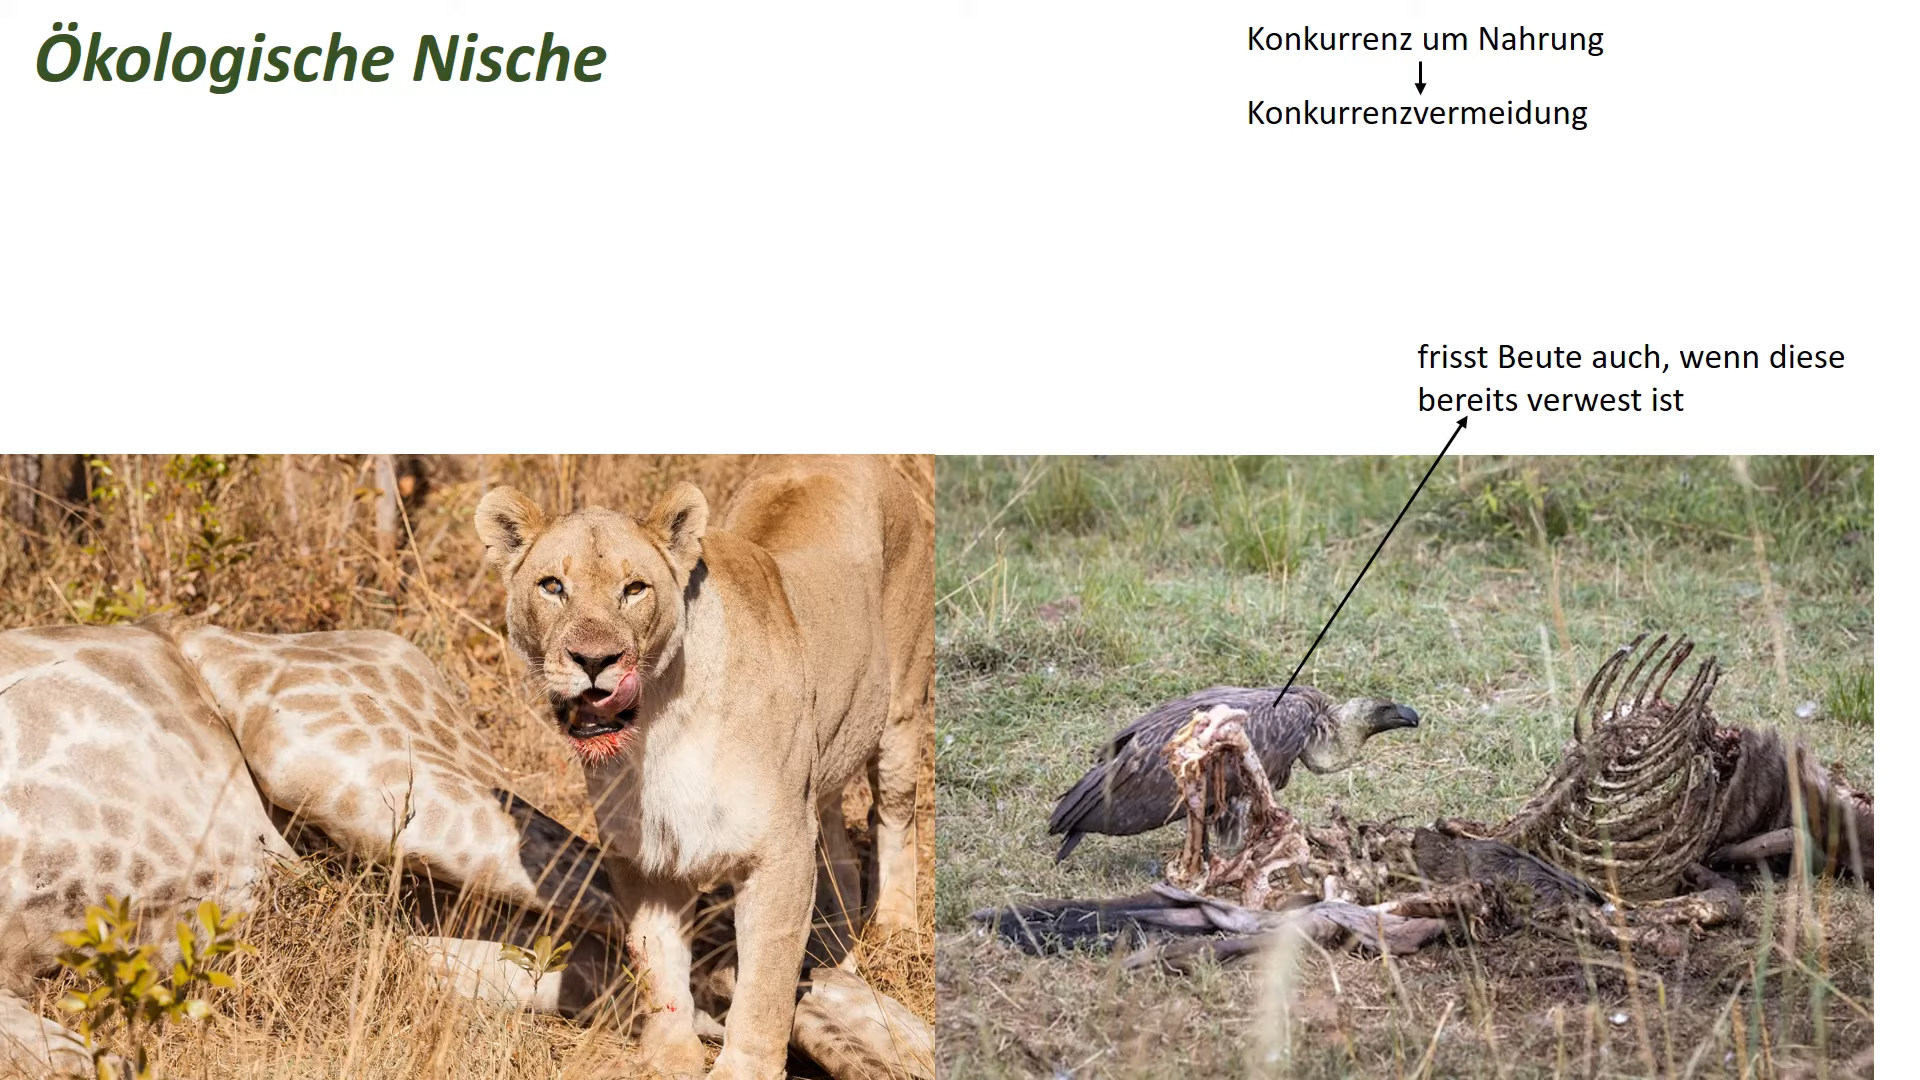 Ökologische Nische
Konkurrenz um Nahrung
Konkurrenzvermeidung
frisst Beute auch, wenn diese
bereits verwest ist